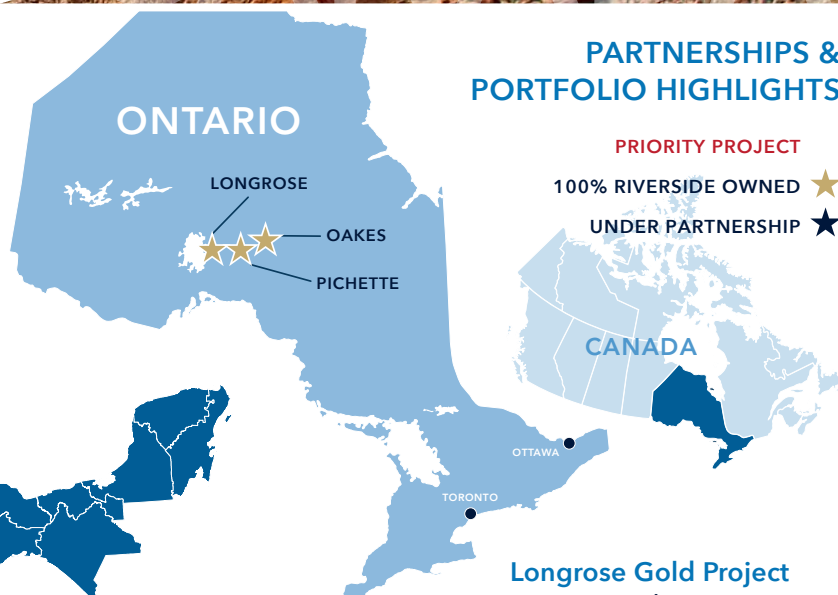 PARTNERSHIPS &
PORTFOLIO HIGHLIGHTS
PRIORITY PROJECT
100% RIVERSIDE OWNED
UNDER PARTNERSHIP
ONTARIO
LONGROSE
OAKES
PICHETTE
CANADA
OTTAWA
TORONTO
Longrose Gold Project